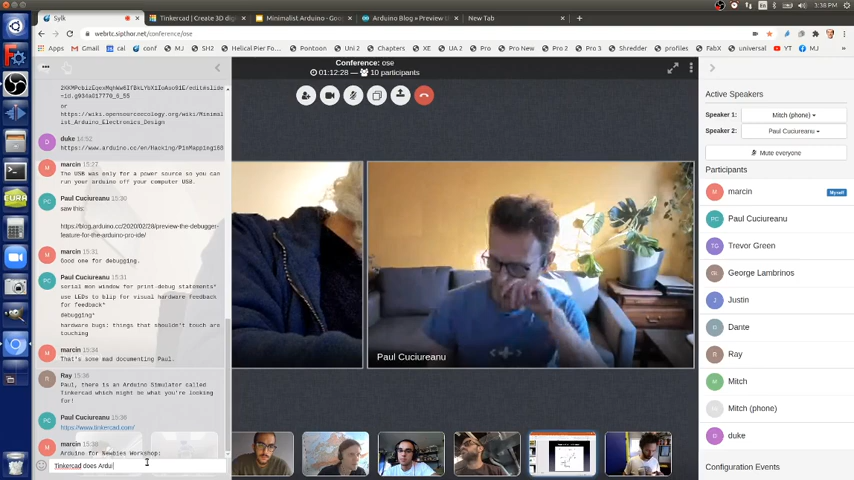 3:38 PM
Sylk
Tinkercad | Create 3D dig
Minimalist Arduino - Goo
Arduino Blog » Preview th
New Tab
webrtc.sipthor.net/conference/ose
Apps
cal
conf
ms
SH
Helical Pier Fo...
Pontoon
Uni 2
Chapters
XE
UA 2
Pro
Pro New
Pro 2
Pro 3
Shredder
profiles
FabX
universal
YT
MJ
Conference: ose
01:12:28 — 10 participants
or
https://www.opensourceecology.org/wiki/Minimal
ist_Arduino_Electronics_Design
duke 14:52
https://www.arduino.cc/en/Hacking/PinMapping168
marcin 15:27
The USB was only for a power source so you can
run your arduino off your computer USB.
Paul Cuciureanu 15:30
saw this:
https://blog.arduino.cc/2020/02/28/preview-the-debugger-
feature-for-the-arduino-pro-ide/
marcin 15:31
Good one for debugging.
Paul Cuciureanu 15:31
serial mon window for print-debug statements*
use LEDs to blip for visual hardware feedback
for feedback*
debugging*
hardware bugs: things that shouldn't touch are
touching
marcin 15:34
That's some mad documenting Paul.
Ray 15:36
Paul, there is an Arduino Simulator called
Tinkercad which might be what you're looking
for!
Paul Cuciureanu 15:36
https://www.tinkercad.com/
marcin 15:38
Arduino for Newbies Workshop:
Tinkercad does Ardui
Paul Cuciureanu
Active Speakers
Speaker 1:
Mitch (phone)
Speaker 2:
Paul Cuciureanu
Mute everyone
Participants
marcin
Myself
Paul Cuciureanu
Trevor Green
George Lambrinos
Justin
Dante
Ray
Mitch
Mitch (phone)
duke
Configuration Events